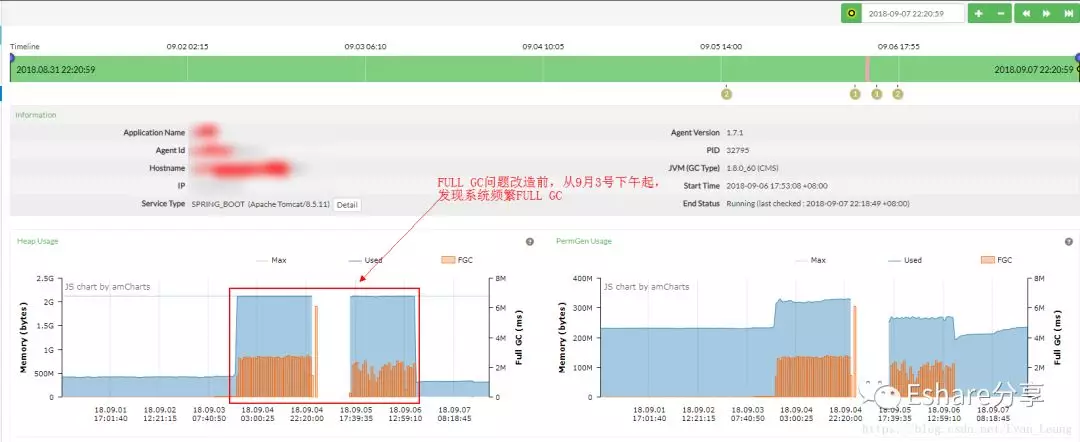 2018-09-07 22:20:59
Timeline
09.02 02:15
09.03 06:10
09.04 10:05
09.05 14:00
09.06 17:55
2018.08.31 22:20:59
2018.09.07 22:20:59
2
1
1
2
Information
Application Name
Agent Version 1.7.1
Agent Id
PID 32795
Hostname
JVM (GC Type) 1.8.0_60 (CMS)
IP
Start Time 2018-09-06 17:53:08 +08:00
Service Type SPRING_BOOT (Apache Tomcat/8.5.11) Detail
End Status Running (last checked : 2018-09-07 22:18:49 +08:00)
FULL GC问题改造前，从9月3号下午起，
发现系统频繁FULL GC
Heap Usage
Max Used FGC
JS chart by amCharts
Memory (bytes)
2.5G
2G
1.5G
1G
500M
0
8M
6M
4M
2M
0
Full GC (ms)
18.09.01 18.09.02 18.09.03 18.09.04 18.09.04 18.09.05 18.09.06 18.09.07
01:01:40 12:21:15 07:40:50 03:00:25 22:20:00 17:39:35 12:59:10 08:18:45
PermGen Usage
Max Used FGC
JS chart by amCharts
Memory (bytes)
400M
300M
200M
100M
0
8M
6M
4M
2M
0
Full GC (ms)
18.09.01 18.09.02 18.09.03 18.09.04 18.09.04 18.09.05 18.09.06 18.09.07
01:01:40 12:21:15 07:40:50 03:00:25 22:20:00 17:39:35 12:59:10 08:18:45
Eshare分享
https://blog.csdn.net/Evan_Leung